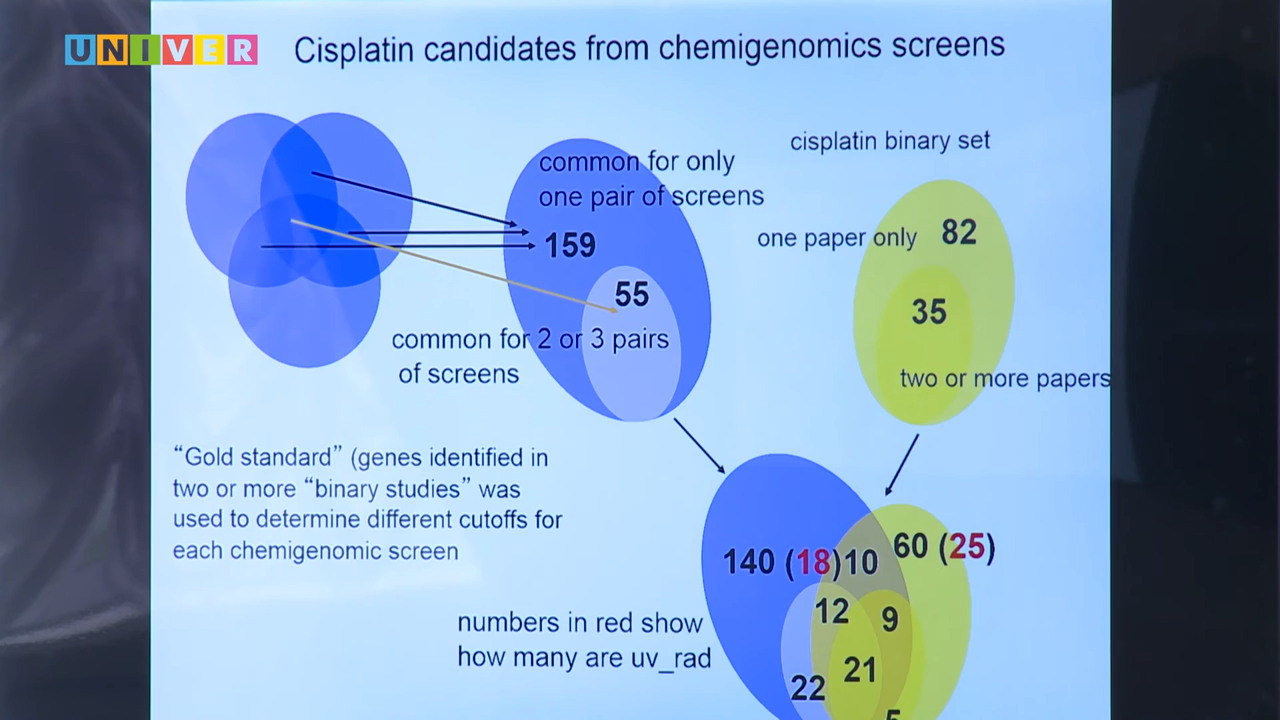 UNIVER
Cisplatin candidates from chemigenomics screens
common for only
one pair of screens
159
55
common for 2 or 3 pairs
of screens
cisplatin binary set
one paper only 82
35
two or more papers
“Gold standard” (genes identified in
two or more “binary studies” was
used to determine different cutoffs for
each chemigenomic screen
numbers in red show
how many are uv_rad
140 (18)10
60 (25)
12
9
21
22